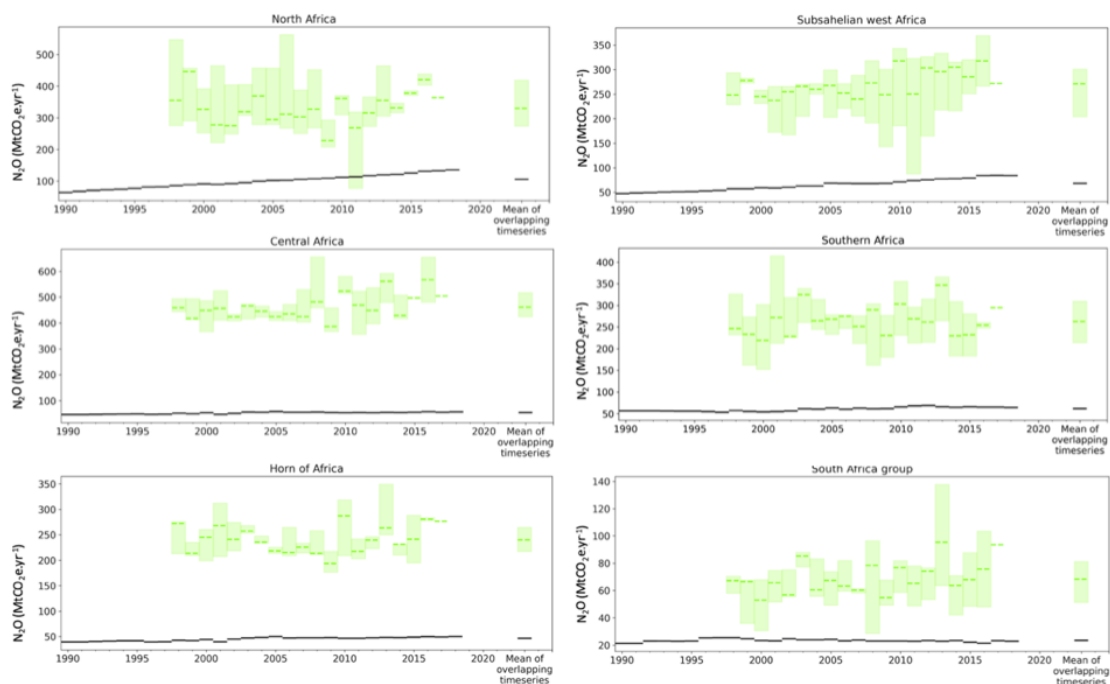 North Africa
N₂O (MtCO₂e.yr⁻¹)
500
400
300
200
100
1990 1995 2000 2005 2010 2015 2020 Mean of
overlapping
timeseries
Subsahelian west Africa
N₂O (MtCO₂e.yr⁻¹)
350
300
250
200
150
100
50
1990 1995 2000 2005 2010 2015 2020 Mean of
overlapping
timeseries
Central Africa
N₂O (MtCO₂e.yr⁻¹)
600
500
400
300
200
100
1990 1995 2000 2005 2010 2015 2020 Mean of
overlapping
timeseries
Southern Africa
N₂O (MtCO₂e.yr⁻¹)
400
350
300
250
200
150
100
50
1990 1995 2000 2005 2010 2015 2020 Mean of
overlapping
timeseries
Horn of Africa
N₂O (MtCO₂e.yr⁻¹)
350
300
250
200
150
100
50
1990 1995 2000 2005 2010 2015 2020 Mean of
overlapping
timeseries
South Africa group
N₂O (MtCO₂e.yr⁻¹)
140
120
100
80
60
40
20
1990 1995 2000 2005 2010 2015 2020 Mean of
overlapping
timeseries